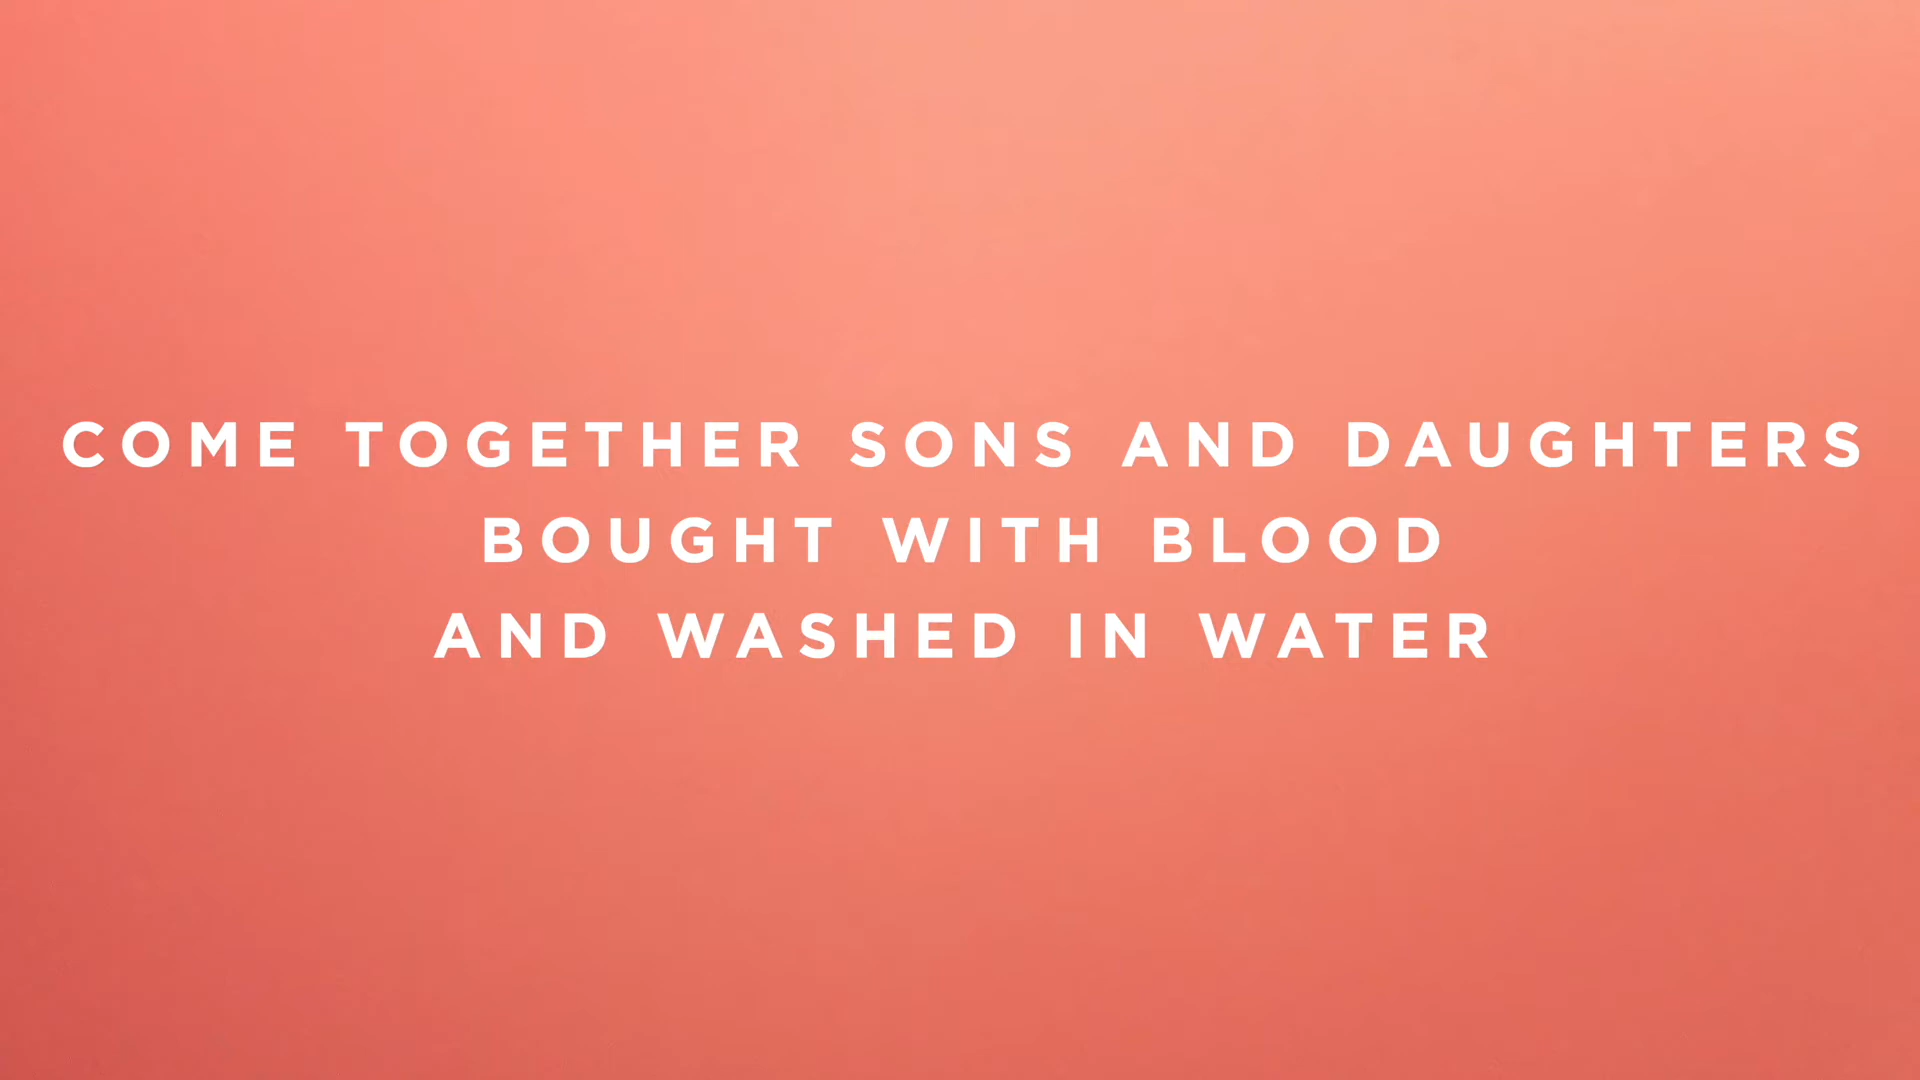 COME TOGETHER SONS AND DAUGHTERS
BOUGHT WITH BLOOD
AND WASHED IN WATER